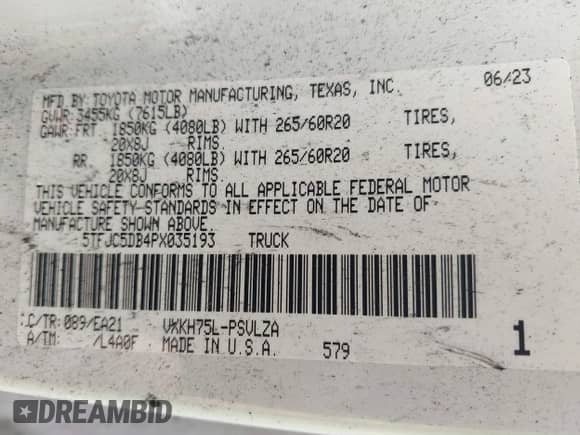 MFD BY:TOYOTA MOTOR MANUFACTURING, TEXAS, INC. 06/23
GVWR:3455KG (7615LB)
GAWR:FRT 1850KG (4080LB) WITH 265/60R20 TIRES,
20X8J RIMS.
RR 1850KG (4080LB) WITH 265/60R20 TIRES,
20X8J RIMS.
THIS VEHICLE CONFORMS TO ALL APPLICABLE FEDERAL MOTOR
VEHICLE SAFETY-STANDARDS IN EFFECT ON THE DATE OF
MANUFACTURE SHOWN ABOVE.
5TFJC5DB4PX035193 TRUCK
C/TR:089/EA21 VXKH75L-PSVLZA
A/TM: /L4A0F MADE IN U.S.A. 579 1
DREAMBID